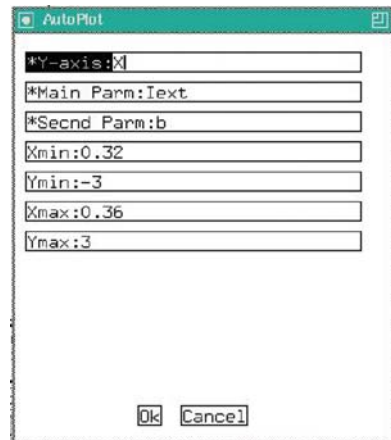 AutoPlot
*Y-axis:X
*Main Parm:Iext
*Secnd Parm:b
Xmin:0.32
Ymin:-3
Xmax:0.36
Ymax:3
Ok Cancel